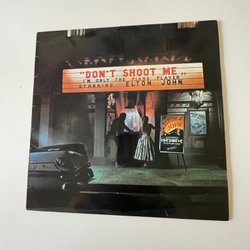 "DON'T SHOOT ME
I'M ONLY THE PIANO PLAYER"
STARRING ELTON JOHN